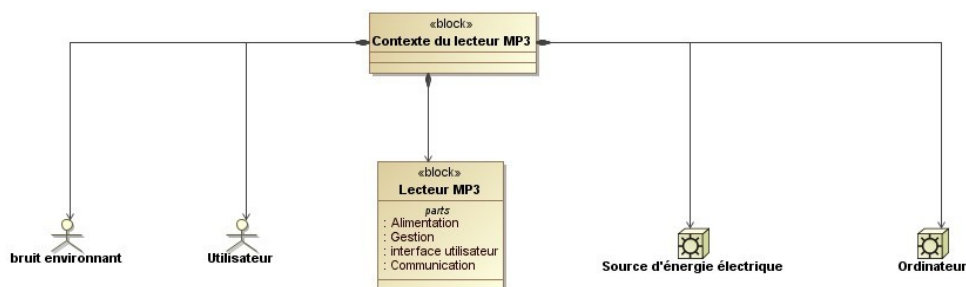 «block»
Contexte du lecteur MP3
«block»
Lecteur MP3
parts
: Alimentation
: Gestion
: interface utilisateur
: Communication
bruit environnant
Utilisateur
Source d'énergie électrique
Ordinateur